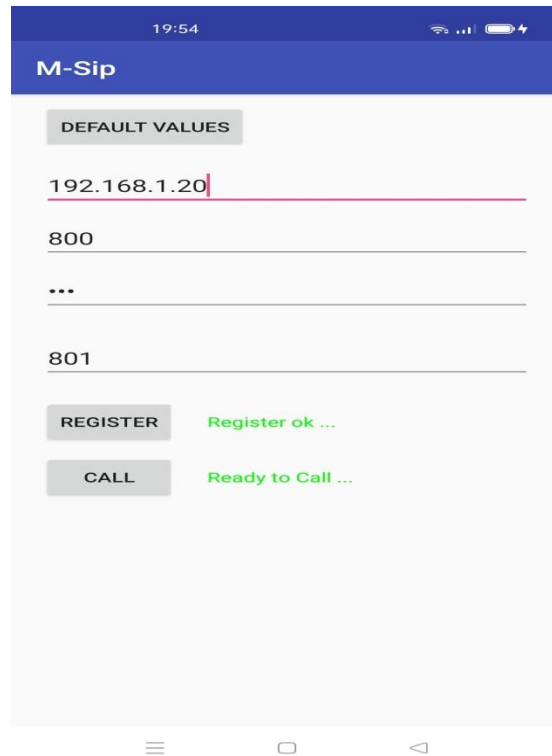 19:54
M-Sip
DEFAULT VALUES
192.168.1.20
800
•••
801
REGISTER Register ok ...
CALL Ready to Call ...